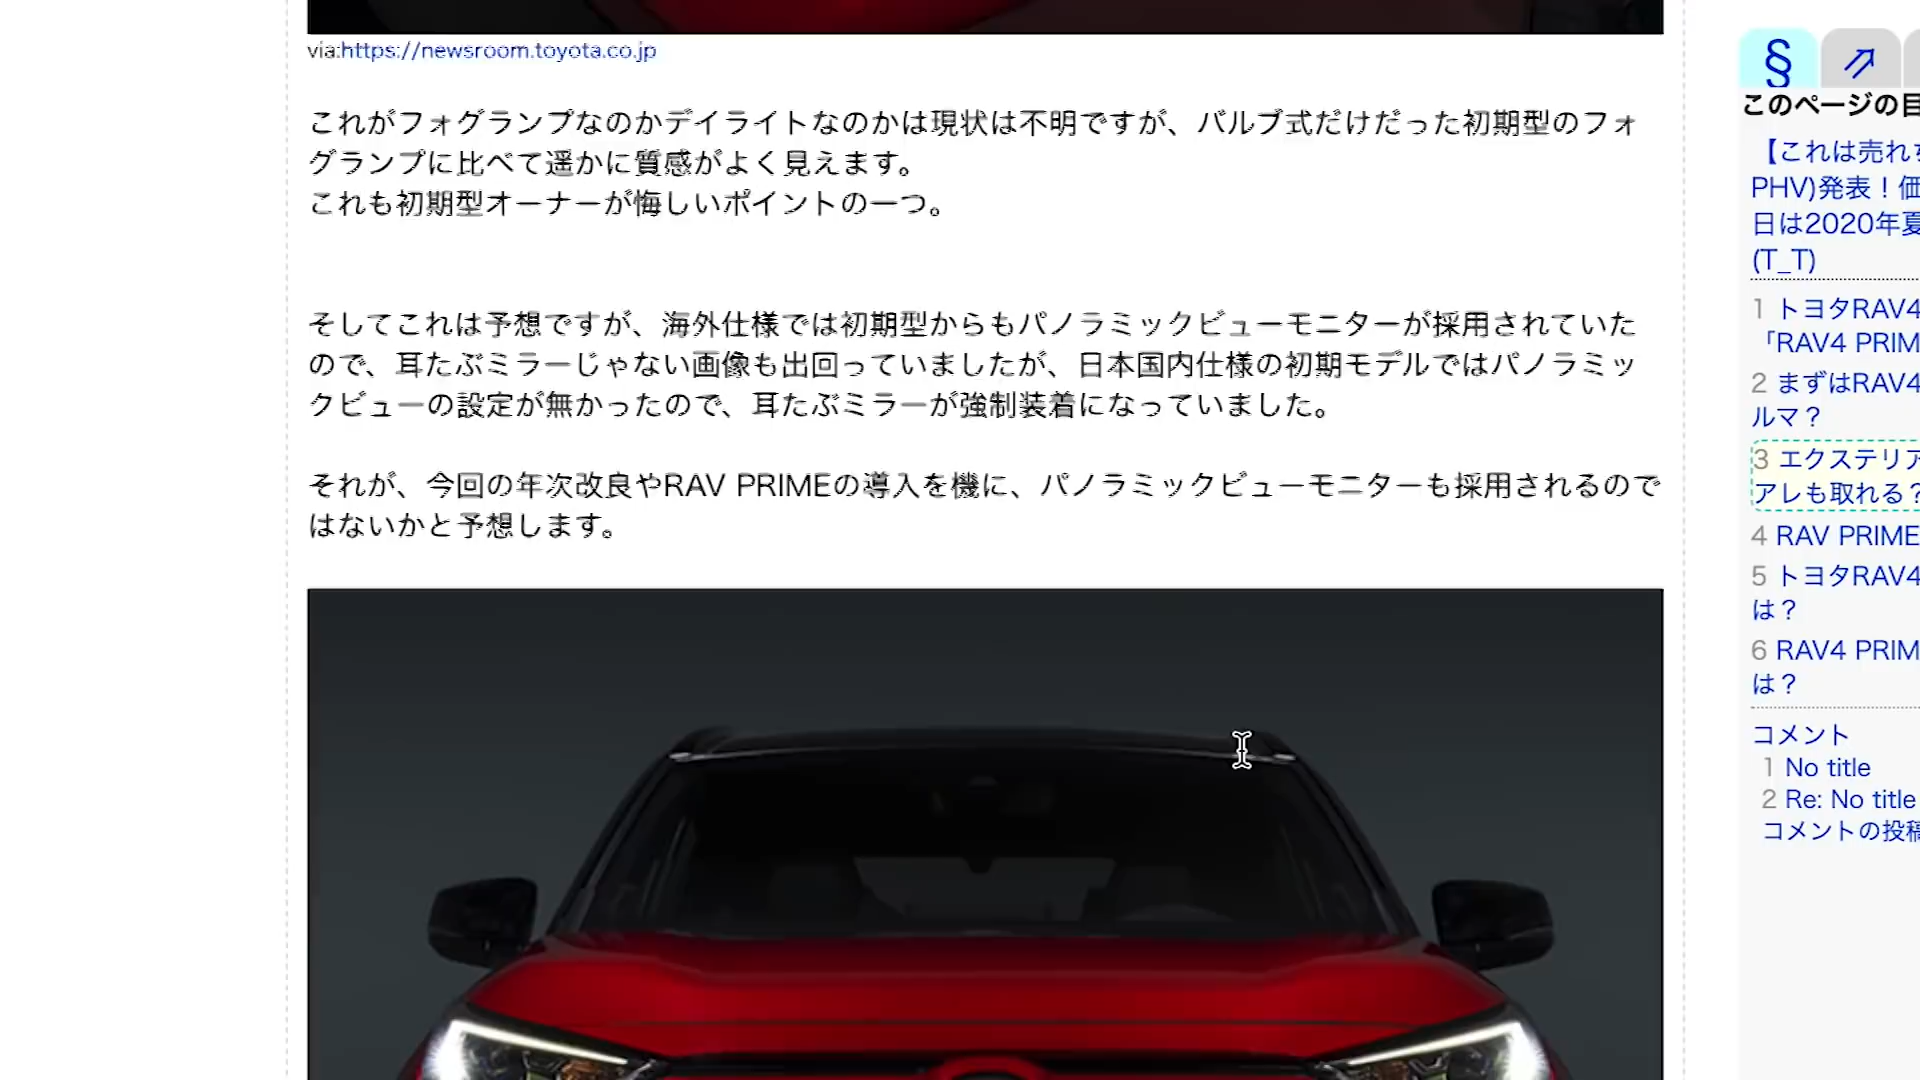 via:https://newsroom.toyota.co.jp
これがフォグランプなのかデイライトなのかは現状は不明ですが、バルブ式だけだった初期型のフォ
グランプに比べて遥かに質感がよく見えます。
これも初期型オーナーが悔しいポイントの一つ。
そしてこれは予想ですが、海外仕様では初期型からもパノラミックビューモニターが採用されていた
ので、耳たぶミラーじゃない画像も出回っていましたが、日本国内仕様の初期モデルではパノラミッ
クビューの設定が無かったので、耳たぶミラーが強制装着になっていました。
それが、今回の年次改良やRAV PRIMEの導入を機に、パノラミックビューモニターも採用されるので
はないかと予想します。
§
このページの目
【これは売れ
PHV)発表！価
日は2020年夏
(T_T)
1 トヨタRAV4
「RAV4 PRIM
2 まずはRAV4
ルマ？
3 エクステリア
アレも取れる？
4 RAV PRIME
5 トヨタRAV4
は？
6 RAV4 PRIM
は？
コメント
1 No title
2 Re: No title
コメントの投稿